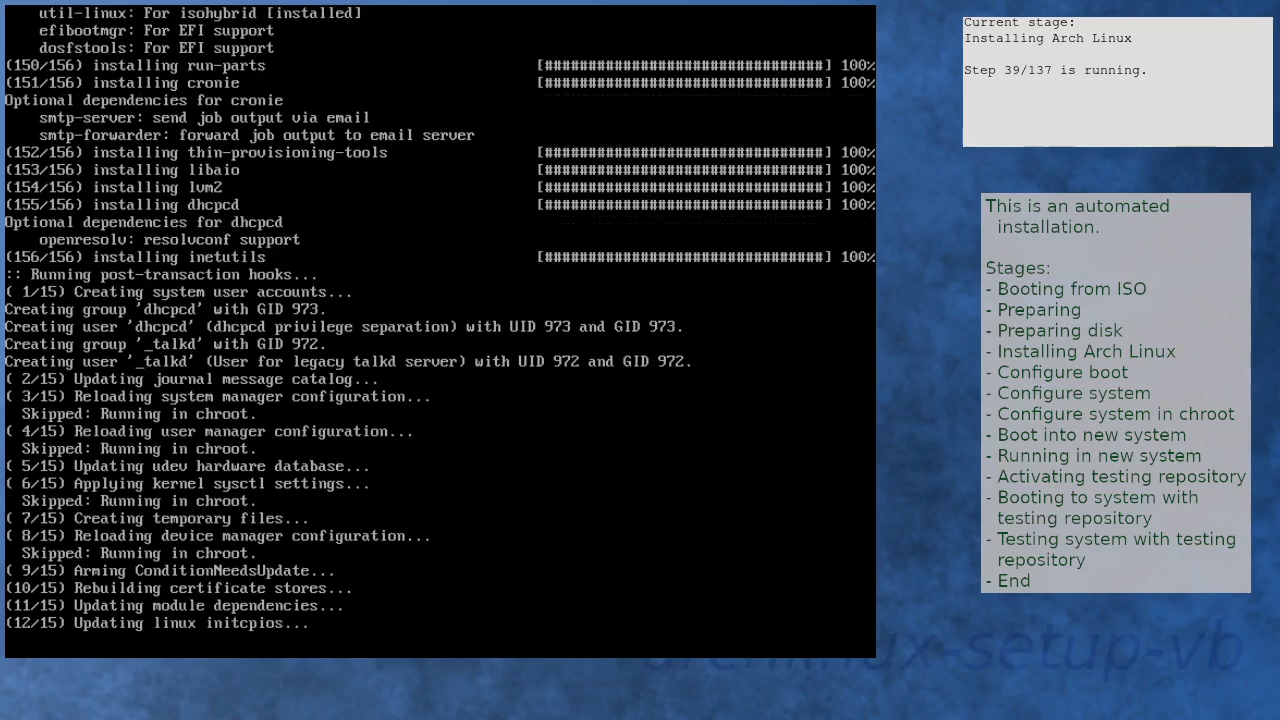 util-linux: For isohybrid [installed]
efibootmgr: For EFI support
dosfstools: For EFI support
(150/156) installing run-parts [################################] 100%
(151/156) installing cronie [################################] 100%
Optional dependencies for cronie
smtp-server: send job output via email
smtp-forwarder: forward job output to email server
(152/156) installing thin-provisioning-tools [################################] 100%
(153/156) installing libaio [################################] 100%
(154/156) installing lvm2 [################################] 100%
(155/156) installing dhcpcd [################################] 100%
Optional dependencies for dhcpcd
openresolv: resolvconf support
(156/156) installing inetutils [################################] 100%
:: Running post-transaction hooks...
( 1/15) Creating system user accounts...
Creating group 'dhcpcd' with GID 973.
Creating user 'dhcpcd' (dhcpcd privilege separation) with UID 973 and GID 973.
Creating group '_talkd' with GID 972.
Creating user '_talkd' (User for legacy talkd server) with UID 972 and GID 972.
( 2/15) Updating journal message catalog...
( 3/15) Reloading system manager configuration...
Skipped: Running in chroot.
( 4/15) Reloading user manager configuration...
Skipped: Running in chroot.
( 5/15) Updating udev hardware database...
( 6/15) Applying kernel sysctl settings...
Skipped: Running in chroot.
( 7/15) Creating temporary files...
( 8/15) Reloading device manager configuration...
Skipped: Running in chroot.
( 9/15) Arming ConditionNeedsUpdate...
(10/15) Rebuilding certificate stores...
(11/15) Updating module dependencies...
(12/15) Updating linux initcpios...
Current stage:
Installing Arch Linux
Step 39/137 is running.
This is an automated
installation.
Stages:
- Booting from ISO
- Preparing
- Preparing disk
- Installing Arch Linux
- Configure boot
- Configure system
- Configure system in chroot
- Boot into new system
- Running in new system
- Activating testing repository
- Booting to system with
testing repository
- Testing system with testing
repository
- End
archlinux-setup-vb